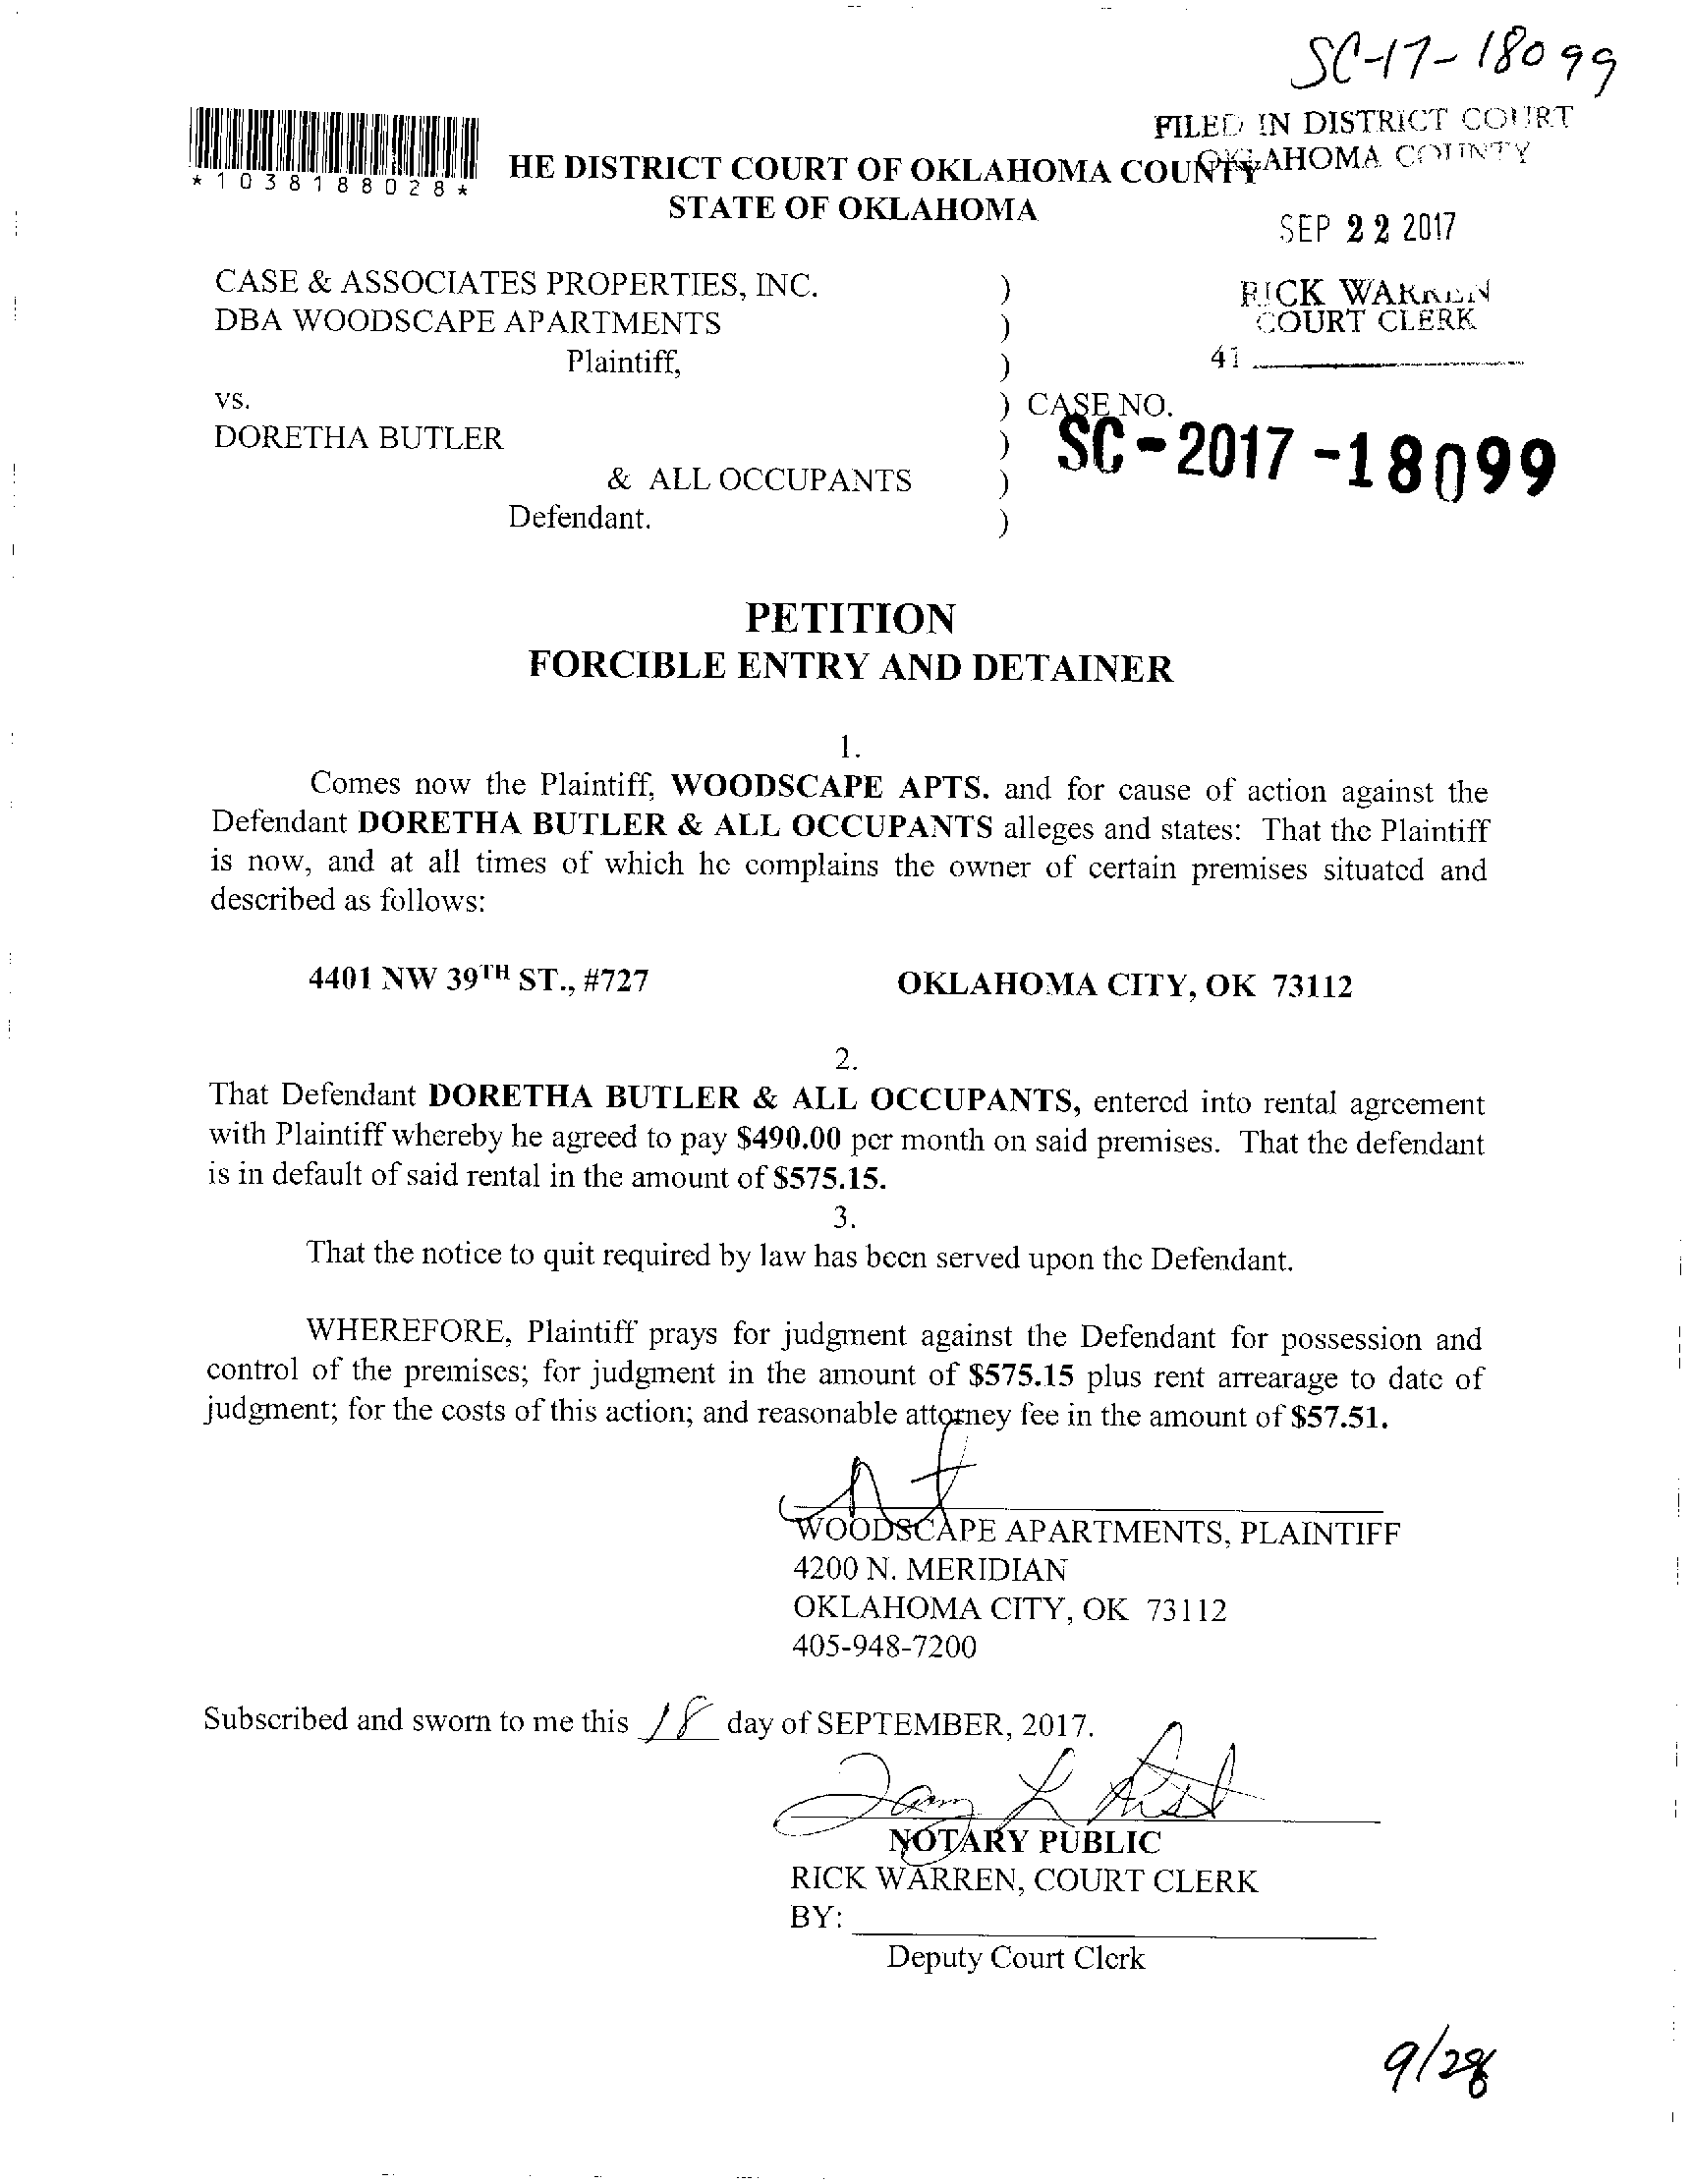 SC-17-18099
FILED IN DISTRICT COURT
OKLAHOMA COUNTY
*1038188028*
HE DISTRICT COURT OF OKLAHOMA COUNTY
STATE OF OKLAHOMA
SEP 22 2017
CASE & ASSOCIATES PROPERTIES, INC. )
RICK WARREN
DBA WOODSCAPE APARTMENTS )
COURT CLERK
Plaintiff, )
41
vs. ) CASE NO.
DORETHA BUTLER )
SC-2017-18099
& ALL OCCUPANTS )
Defendant. )
PETITION
FORCIBLE ENTRY AND DETAINER
1.
Comes now the Plaintiff, WOODSCAPE APTS. and for cause of action against the
Defendant DORETHA BUTLER & ALL OCCUPANTS alleges and states: That the Plaintiff
is now, and at all times of which he complains the owner of certain premises situated and
described as follows:
4401 NW 39TH ST., #727 OKLAHOMA CITY, OK 73112
2.
That Defendant DORETHA BUTLER & ALL OCCUPANTS, entered into rental agreement
with Plaintiff whereby he agreed to pay $490.00 per month on said premises. That the defendant
is in default of said rental in the amount of $575.15.
3.
That the notice to quit required by law has been served upon the Defendant.
WHEREFORE, Plaintiff prays for judgment against the Defendant for possession and
control of the premises; for judgment in the amount of $575.15 plus rent arrearage to date of
judgment; for the costs of this action; and reasonable attorney fee in the amount of $57.51.
WOODSCAPE APARTMENTS, PLAINTIFF
4200 N. MERIDIAN
OKLAHOMA CITY, OK 73112
405-948-7200
Subscribed and sworn to me this 18 day of SEPTEMBER, 2017.
NOTARY PUBLIC
RICK WARREN, COURT CLERK
BY:
Deputy Court Clerk
9/28